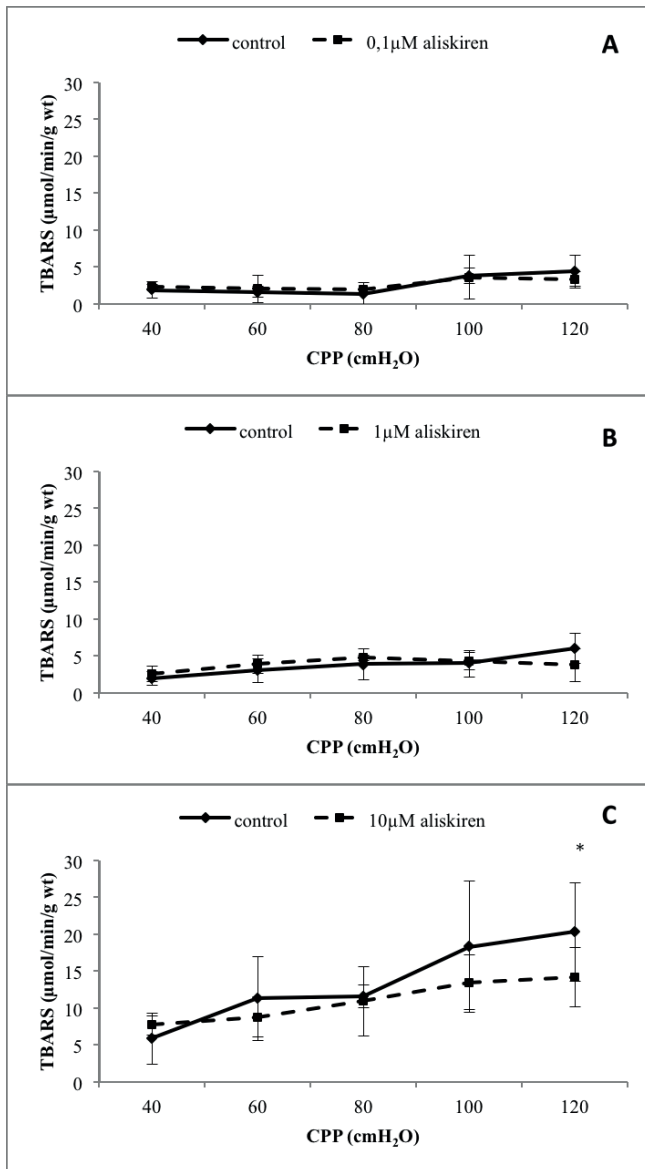 control 0,1µM aliskiren A
TBARS (µmol/min/g wt)
30
25
20
15
10
5
0
40 60 80 100 120
CPP (cmH₂O)
control 1µM aliskiren B
TBARS (µmol/min/g wt)
30
25
20
15
10
5
0
40 60 80 100 120
CPP (cmH₂O)
control 10µM aliskiren C
TBARS (µmol/min/g wt)
*
30
25
20
15
10
5
0
40 60 80 100 120
CPP (cmH₂O)